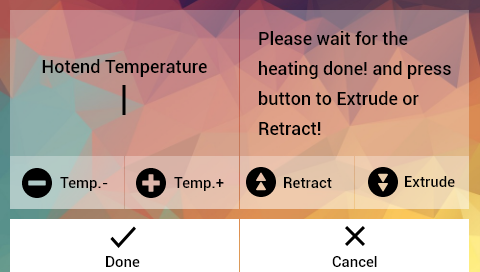 Hotend Temperature
|
Please wait for the
heating done! and press
button to Extrude or
Retract!
Temp.-
Temp.+
Retract
Extrude
Done
Cancel